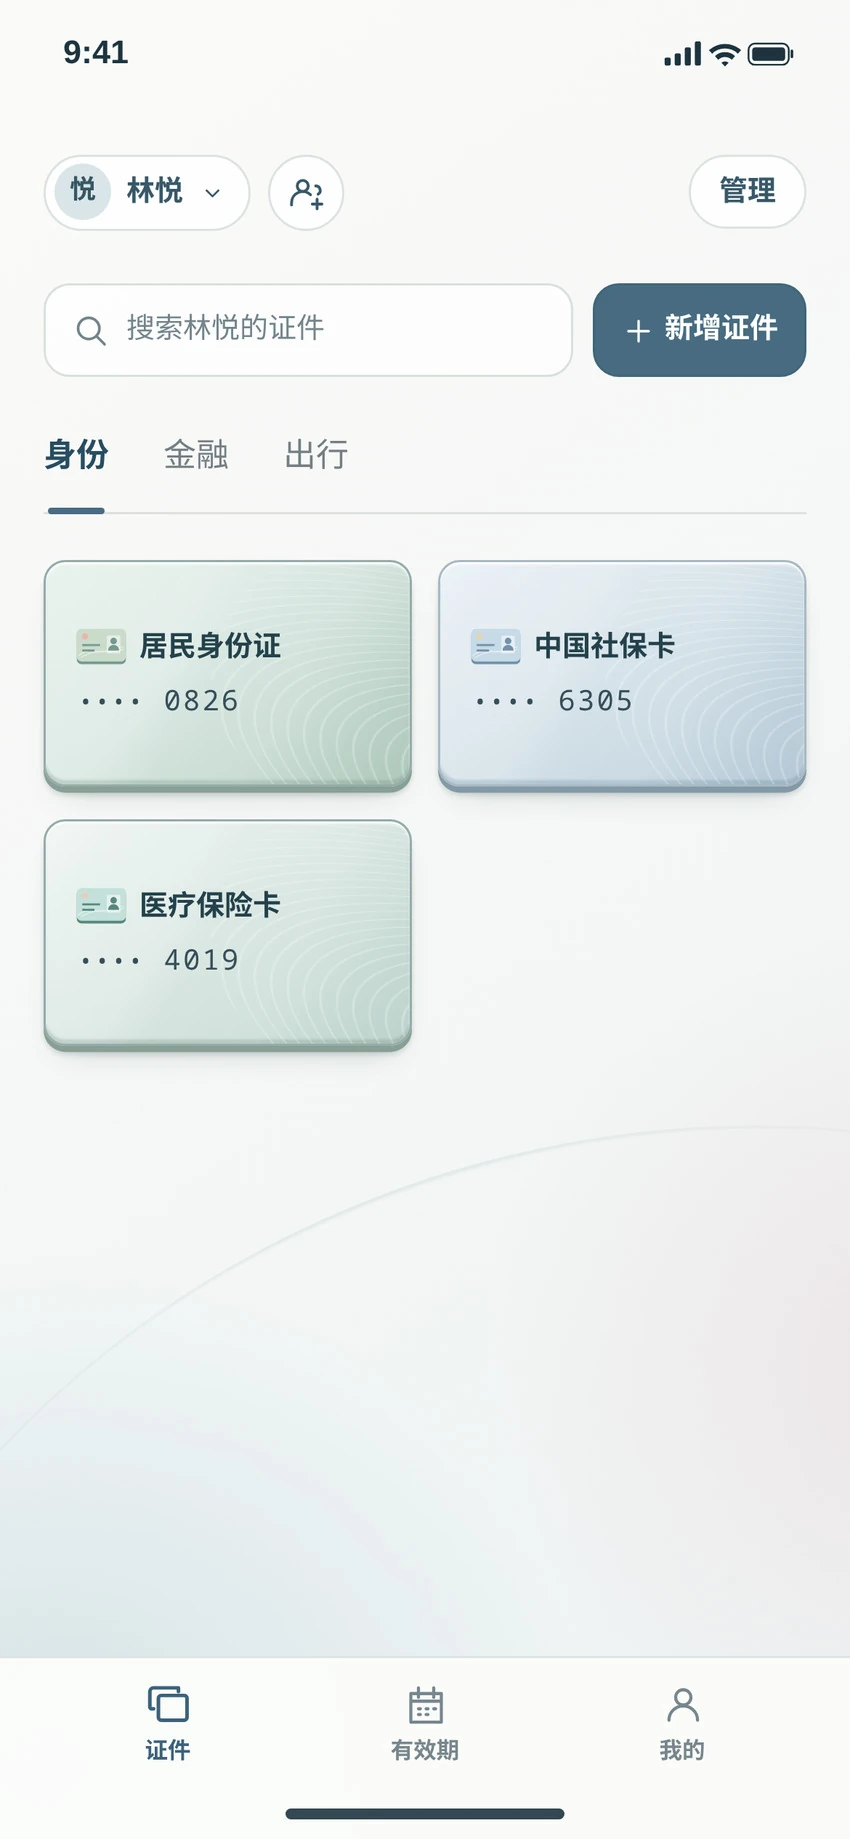 9:41
悦 林悦
管理
搜索林悦的证件
+ 新增证件
身份 金融 出行
居民身份证
•••• 0826
中国社保卡
•••• 6305
医疗保险卡
•••• 4019
证件 有效期 我的